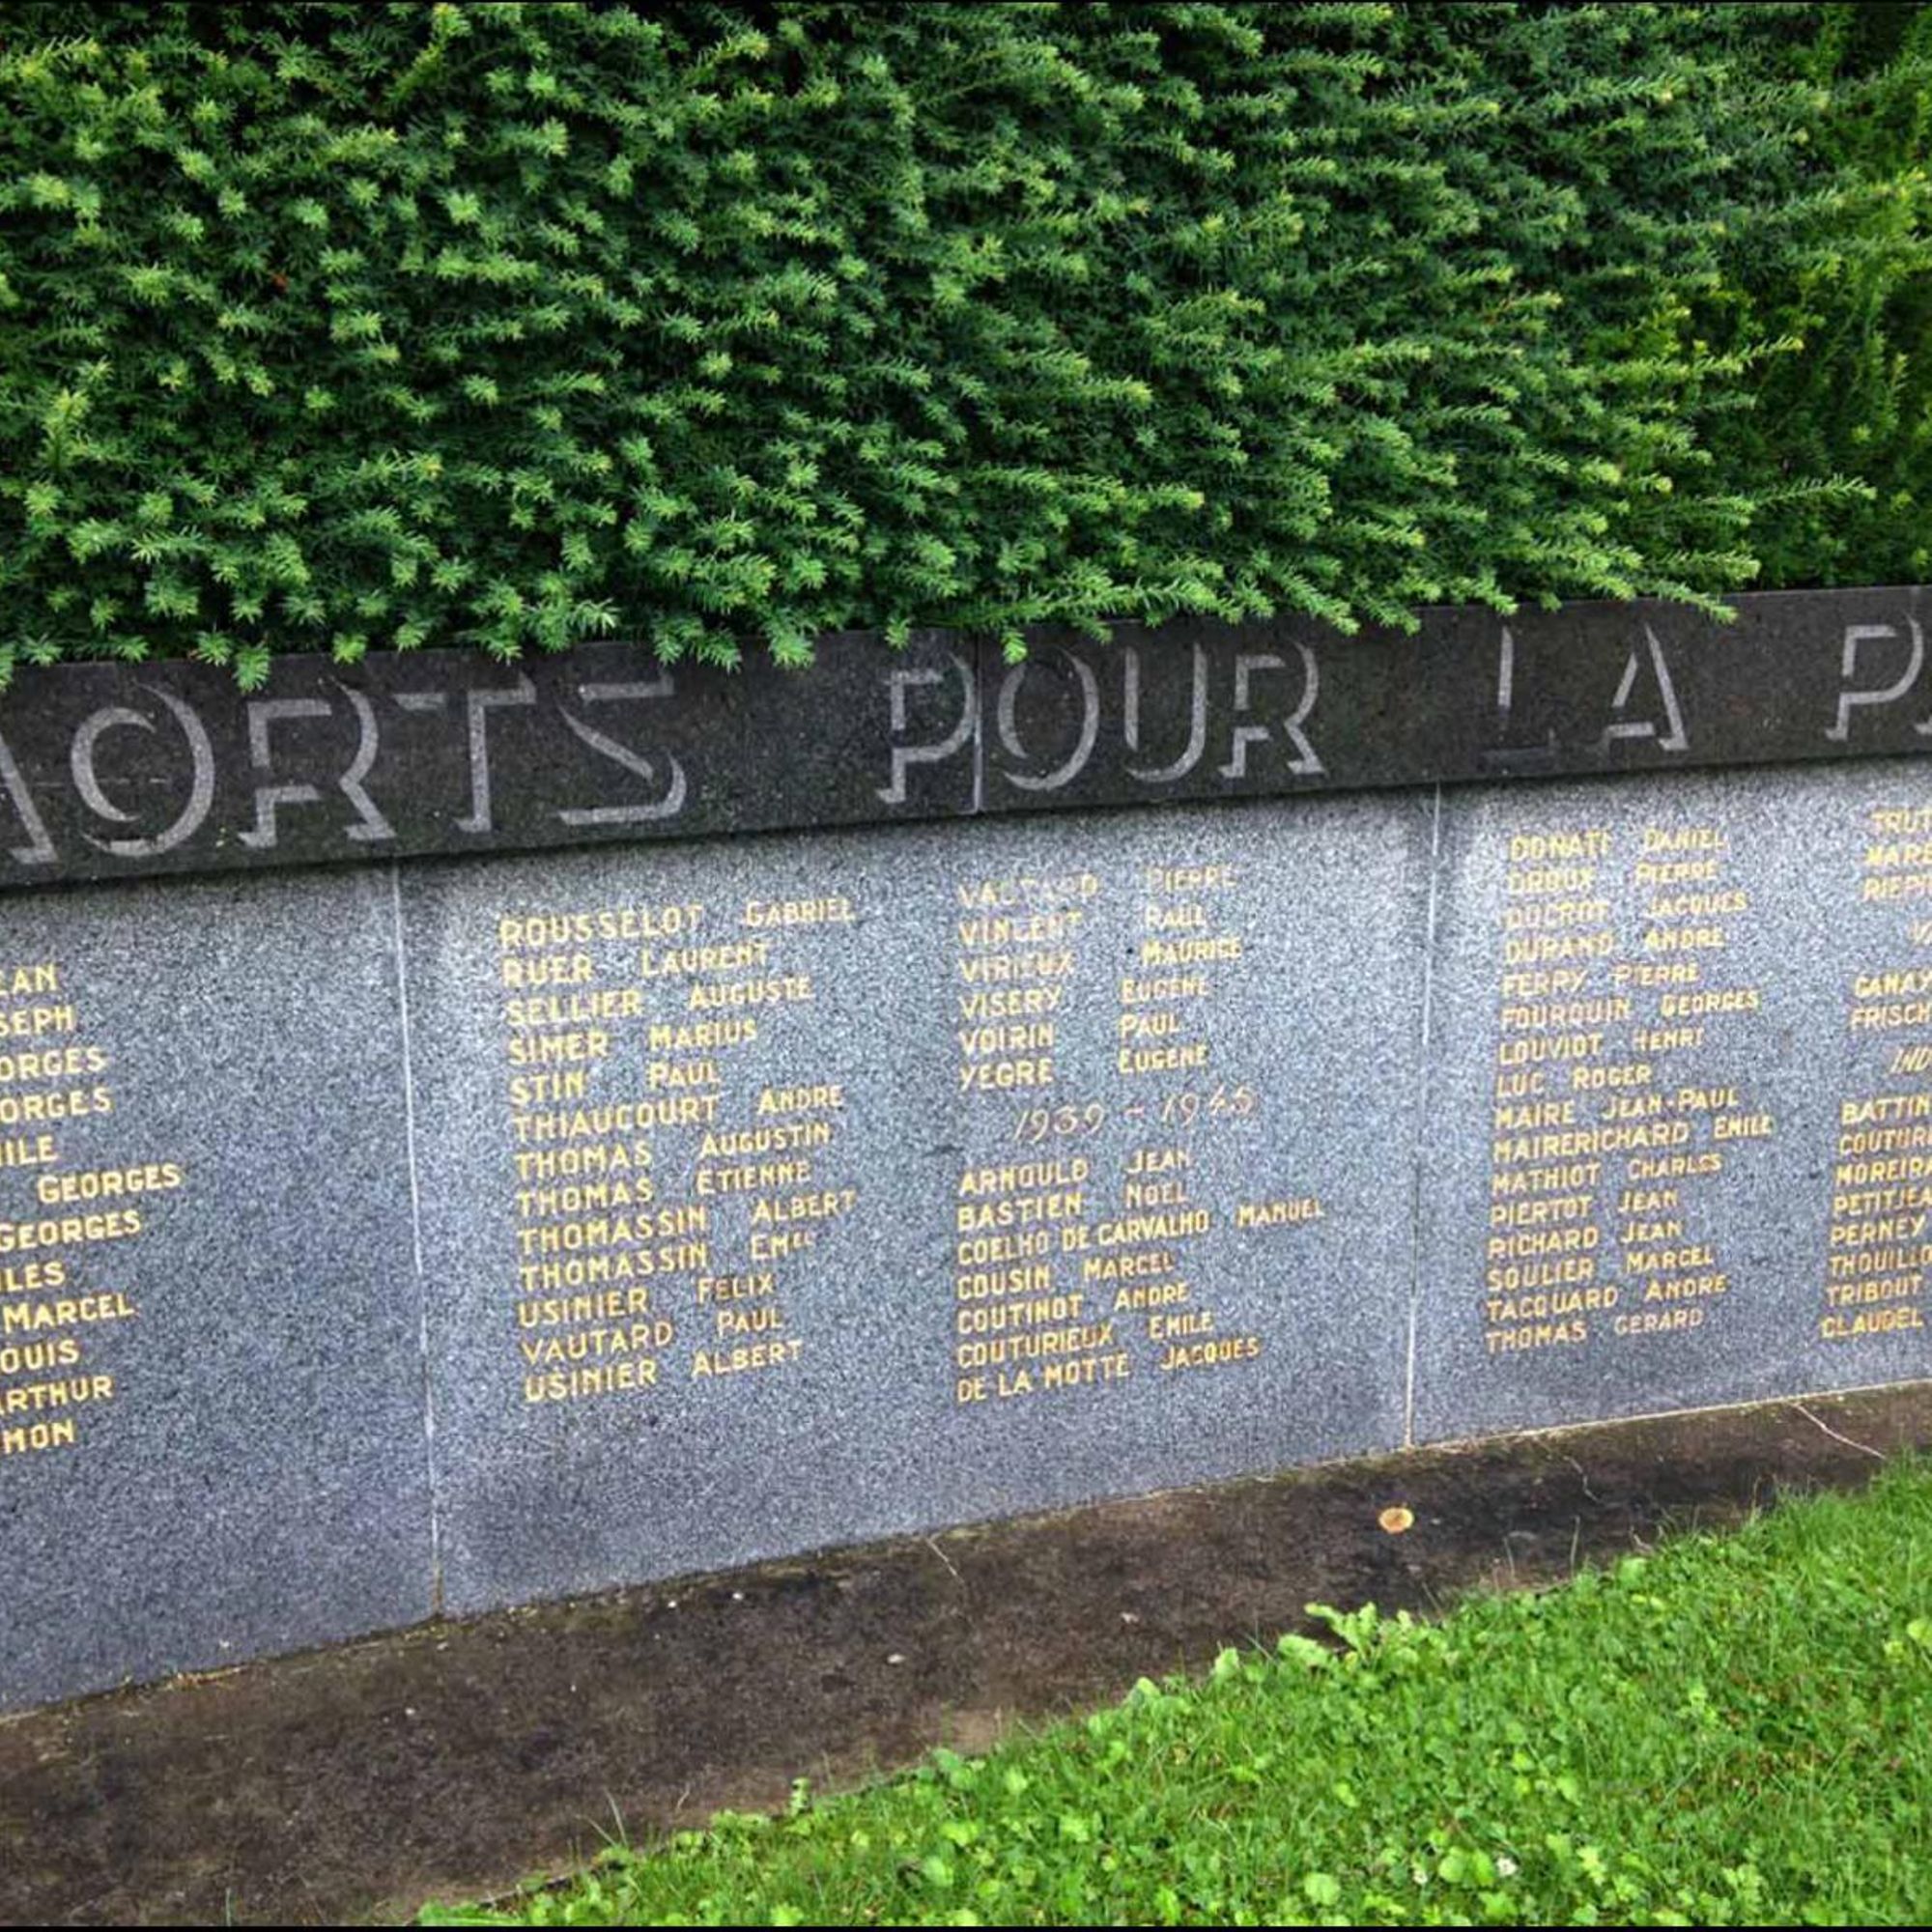 MORTS POUR LA
GEORGES
GEORGES
MARCEL
ROUSSELOT GABRIEL
RUER LAURENT
SELLIER AUGUSTE
SIMER MARIUS
STIN PAUL
THIAUCOURT ANDRE
THOMAS AUGUSTIN
THOMAS ETIENNE
THOMASSIN ALBERT
THOMASSIN
USINIER FELIX
VAUTARD PAUL
USINIER ALBERT
PIERRE
VINCENT PAUL
VIRIEUX MAURICE
VISERY EUGENE
VOIRIN PAUL
YEGRE EUGENE
1939 - 1945
ARNOULD JEAN
BASTIEN NOEL
COELHO DE CARVALHO MANUEL
COUSIN MARCEL
COUTINOT ANDRE
COUTURIEUX EMILE
DE LA MOTTE JACQUES
DONATI DANIEL
DROUX PIERRE
DUCROT JACQUES
DURAND ANDRE
FERRY PIERRE
FOURQUIN GEORGES
LOUVIOT HENRI
LUC ROGER
MAIRE JEAN-PAUL
MAIRERICHARD EMILE
MATHIOT CHARLES
PIERTOT JEAN
RICHARD JEAN
SOULIER MARCEL
TACQUARD ANDRE
THOMAS GERARD
CLAUDEL